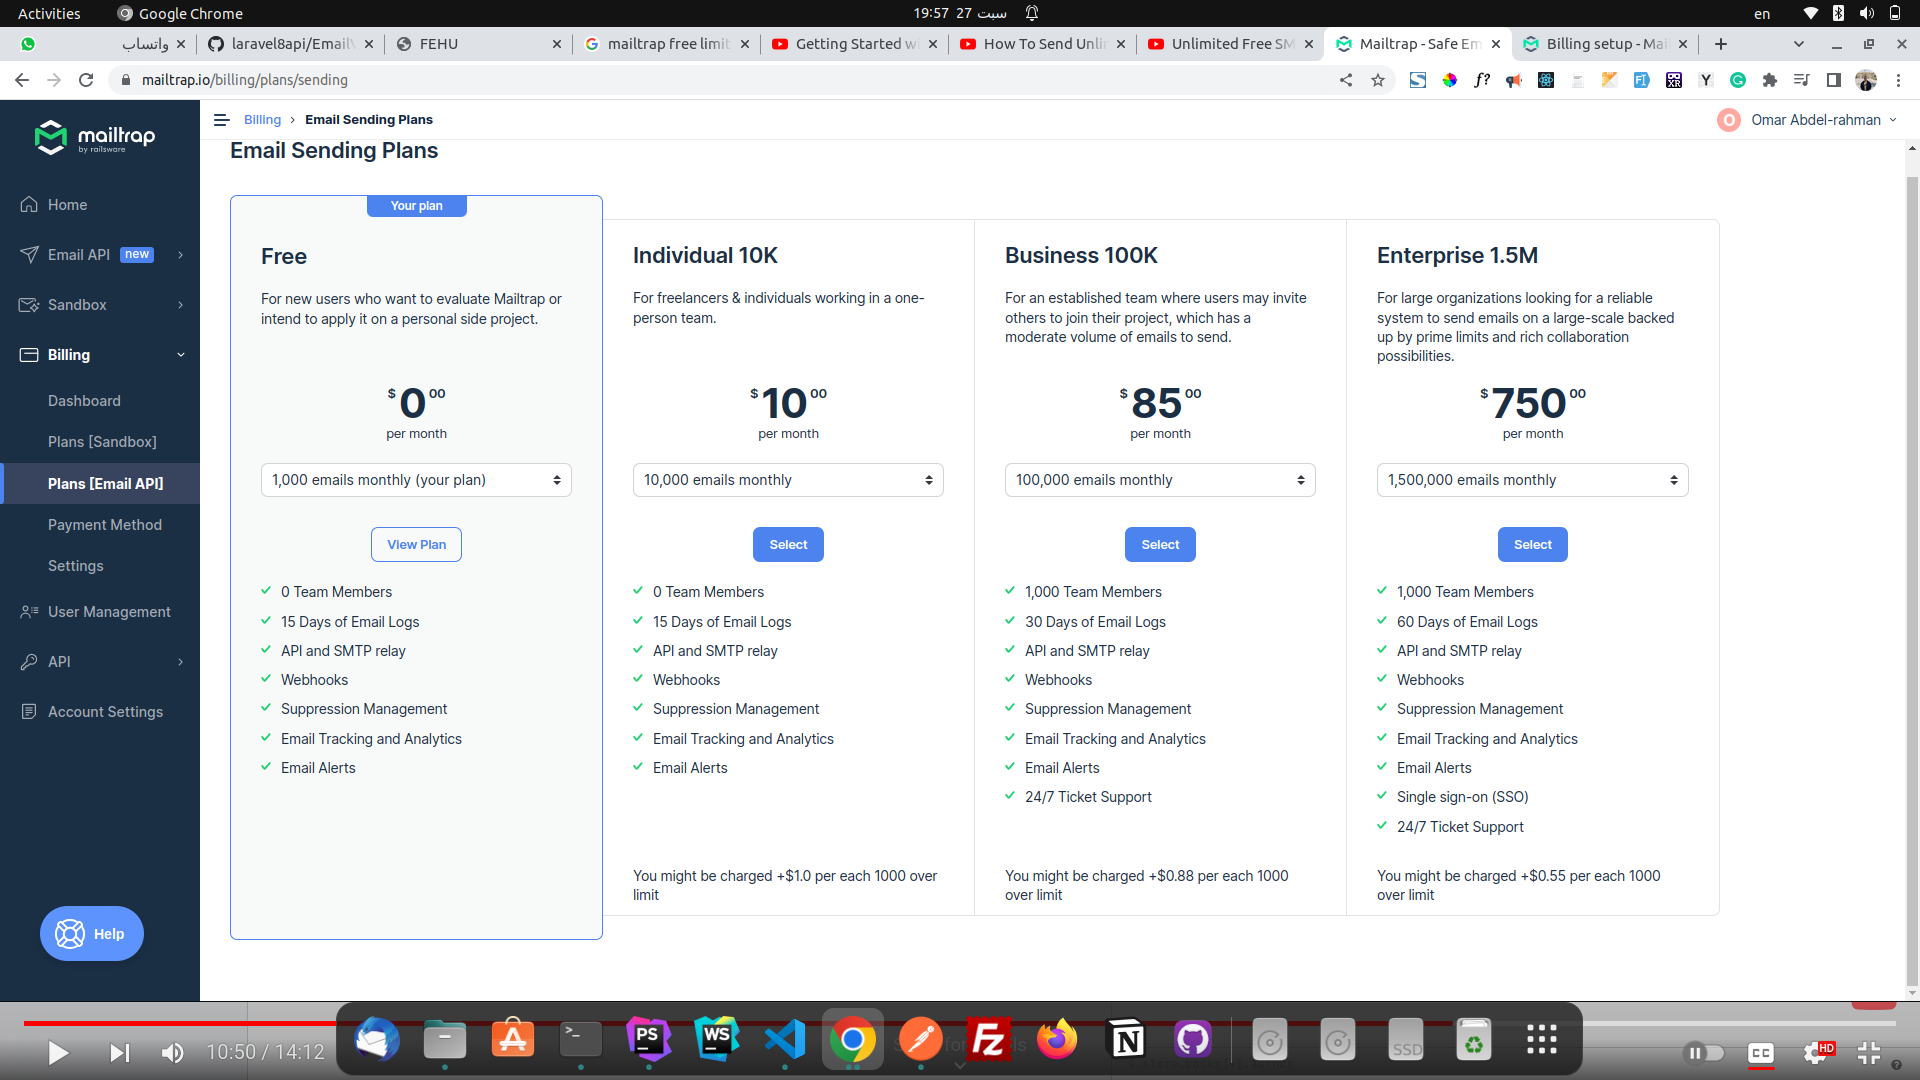 Activities
Google Chrome
19:57 27 سبت
en
واتساب
laravel8api/Email
FEHU
mailtrap free limit
Getting Started wi
How To Send Unli
Unlimited Free SM
Mailtrap - Safe Em
Billing setup - Mai
mailtrap.io/billing/plans/sending
mailtrap
by railsware
Billing › Email Sending Plans
O Omar Abdel-rahman
Home
Email API new
Sandbox
Billing
Dashboard
Plans [Sandbox]
Plans [Email API]
Payment Method
Settings
User Management
API
Account Settings
Help
Email Sending Plans
Your plan
Free
For new users who want to evaluate Mailtrap or
intend to apply it on a personal side project.
$ 0 00
per month
1,000 emails monthly (your plan)
View Plan
0 Team Members
15 Days of Email Logs
API and SMTP relay
Webhooks
Suppression Management
Email Tracking and Analytics
Email Alerts
Individual 10K
For freelancers & individuals working in a one-
person team.
$ 10 00
per month
10,000 emails monthly
Select
0 Team Members
15 Days of Email Logs
API and SMTP relay
Webhooks
Suppression Management
Email Tracking and Analytics
Email Alerts
You might be charged +$1.0 per each 1000 over
limit
Business 100K
For an established team where users may invite
others to join their project, which has a
moderate volume of emails to send.
$ 85 00
per month
100,000 emails monthly
Select
1,000 Team Members
30 Days of Email Logs
API and SMTP relay
Webhooks
Suppression Management
Email Tracking and Analytics
Email Alerts
24/7 Ticket Support
You might be charged +$0.88 per each 1000
over limit
Enterprise 1.5M
For large organizations looking for a reliable
system to send emails on a large-scale backed
up by prime limits and rich collaboration
possibilities.
$ 750 00
per month
1,500,000 emails monthly
Select
1,000 Team Members
60 Days of Email Logs
API and SMTP relay
Webhooks
Suppression Management
Email Tracking and Analytics
Email Alerts
Single sign-on (SSO)
24/7 Ticket Support
You might be charged +$0.55 per each 1000
over limit
10:50 / 14:12
PS
WS
FZ
N
SSD
CC
HD